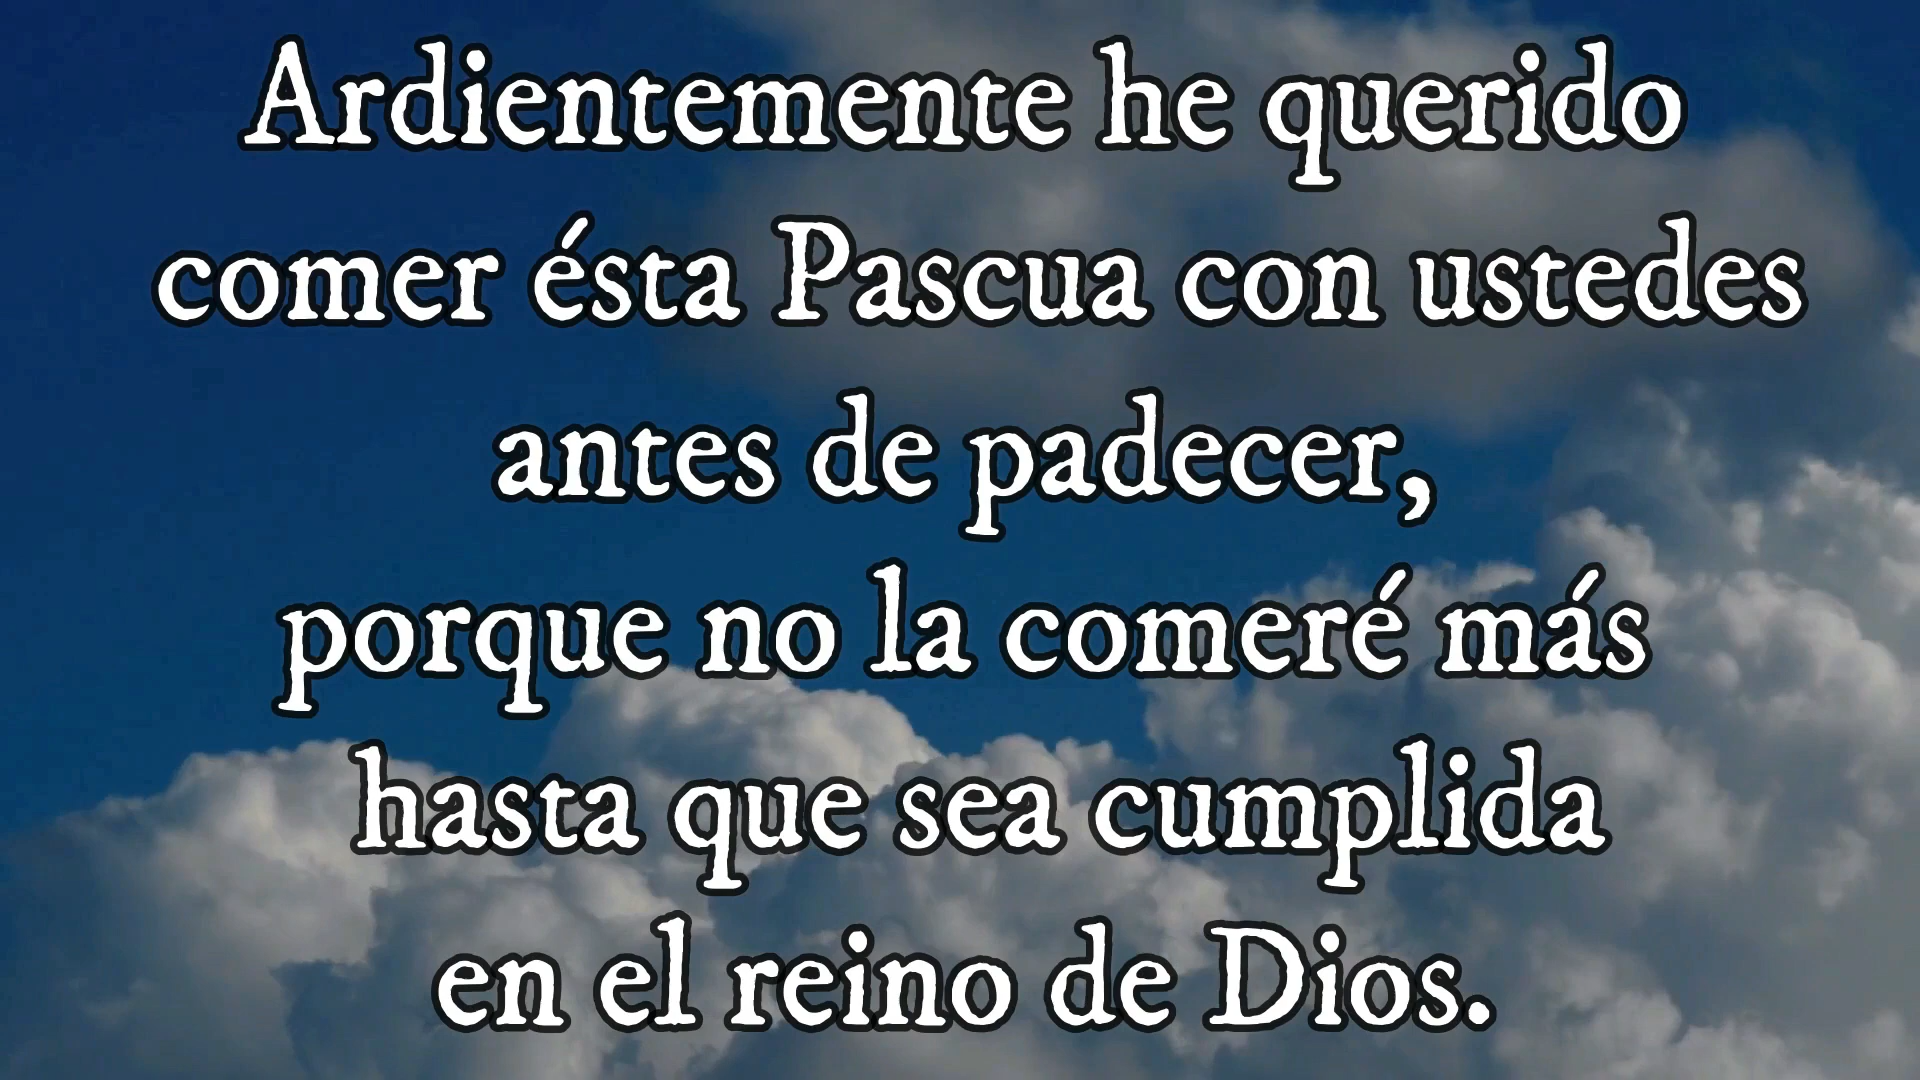 Ardientemente he querido
comer ésta Pascua con ustedes
antes de padecer,
porque no la comeré más
hasta que sea cumplida
en el reino de Dios.